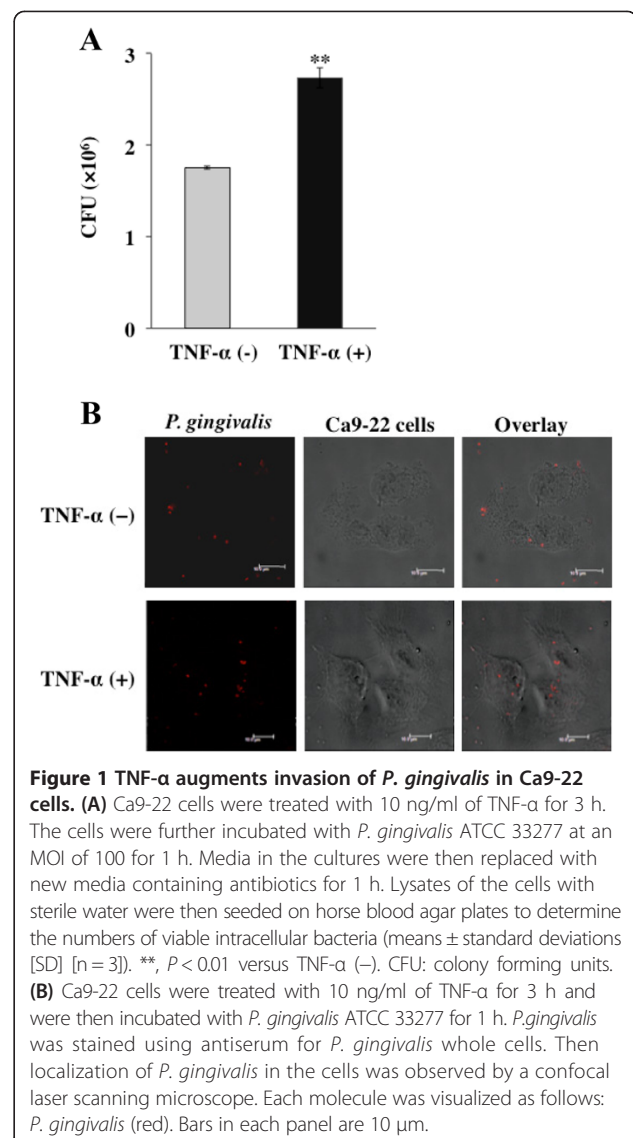 A
3
**
2
1
0
CFU (×10⁶)
TNF-α (-) TNF-α (+)
B
P. gingivalis Ca9-22 cells Overlay
TNF-α (−)
TNF-α (+)
Figure 1 TNF-α augments invasion of P. gingivalis in Ca9-22
cells. (A) Ca9-22 cells were treated with 10 ng/ml of TNF-α for 3 h.
The cells were further incubated with P. gingivalis ATCC 33277 at an
MOI of 100 for 1 h. Media in the cultures were then replaced with
new media containing antibiotics for 1 h. Lysates of the cells with
sterile water were then seeded on horse blood agar plates to determine
the numbers of viable intracellular bacteria (means ± standard deviations
[SD] [n = 3]). **, P < 0.01 versus TNF-α (−). CFU: colony forming units.
(B) Ca9-22 cells were treated with 10 ng/ml of TNF-α for 3 h and
were then incubated with P. gingivalis ATCC 33277 for 1 h. P.gingivalis
was stained using antiserum for P. gingivalis whole cells. Then
localization of P. gingivalis in the cells was observed by a confocal
laser scanning microscope. Each molecule was visualized as follows:
P. gingivalis (red). Bars in each panel are 10 μm.